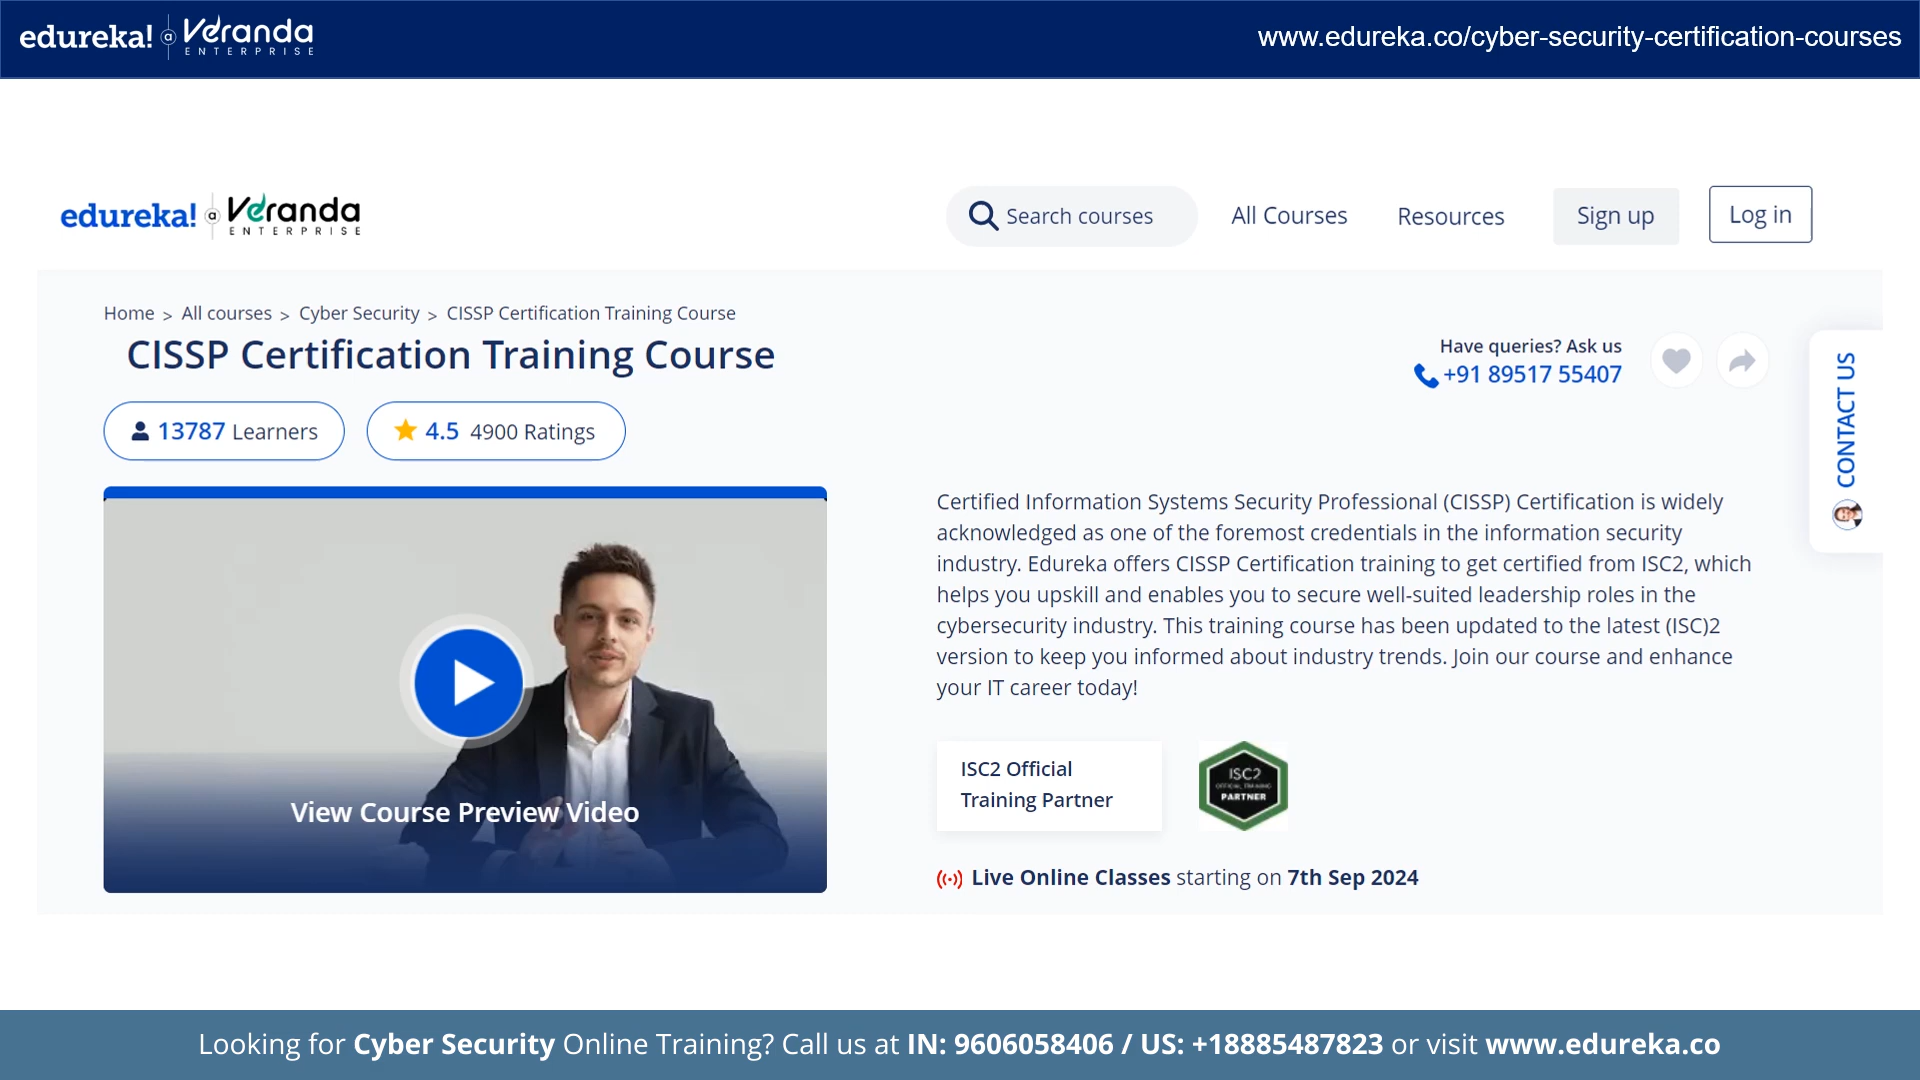 edureka! a Veranda ENTERPRISE
www.edureka.co/cyber-security-certification-courses
edureka! a Veranda ENTERPRISE
Search courses
All Courses
Resources
Sign up
Log in
Home > All courses > Cyber Security > CISSP Certification Training Course
CISSP Certification Training Course
Have queries? Ask us
+91 89517 55407
CONTACT US
13787 Learners
4.5 4900 Ratings
View Course Preview Video
Certified Information Systems Security Professional (CISSP) Certification is widely
acknowledged as one of the foremost credentials in the information security
industry. Edureka offers CISSP Certification training to get certified from ISC2, which
helps you upskill and enables you to secure well-suited leadership roles in the
cybersecurity industry. This training course has been updated to the latest (ISC)2
version to keep you informed about industry trends. Join our course and enhance
your IT career today!
ISC2 Official
Training Partner
ISC2
OFFICIAL TRAINING
PARTNER
Live Online Classes starting on 7th Sep 2024
Looking for Cyber Security Online Training? Call us at IN: 9606058406 / US: +18885487823 or visit www.edureka.co